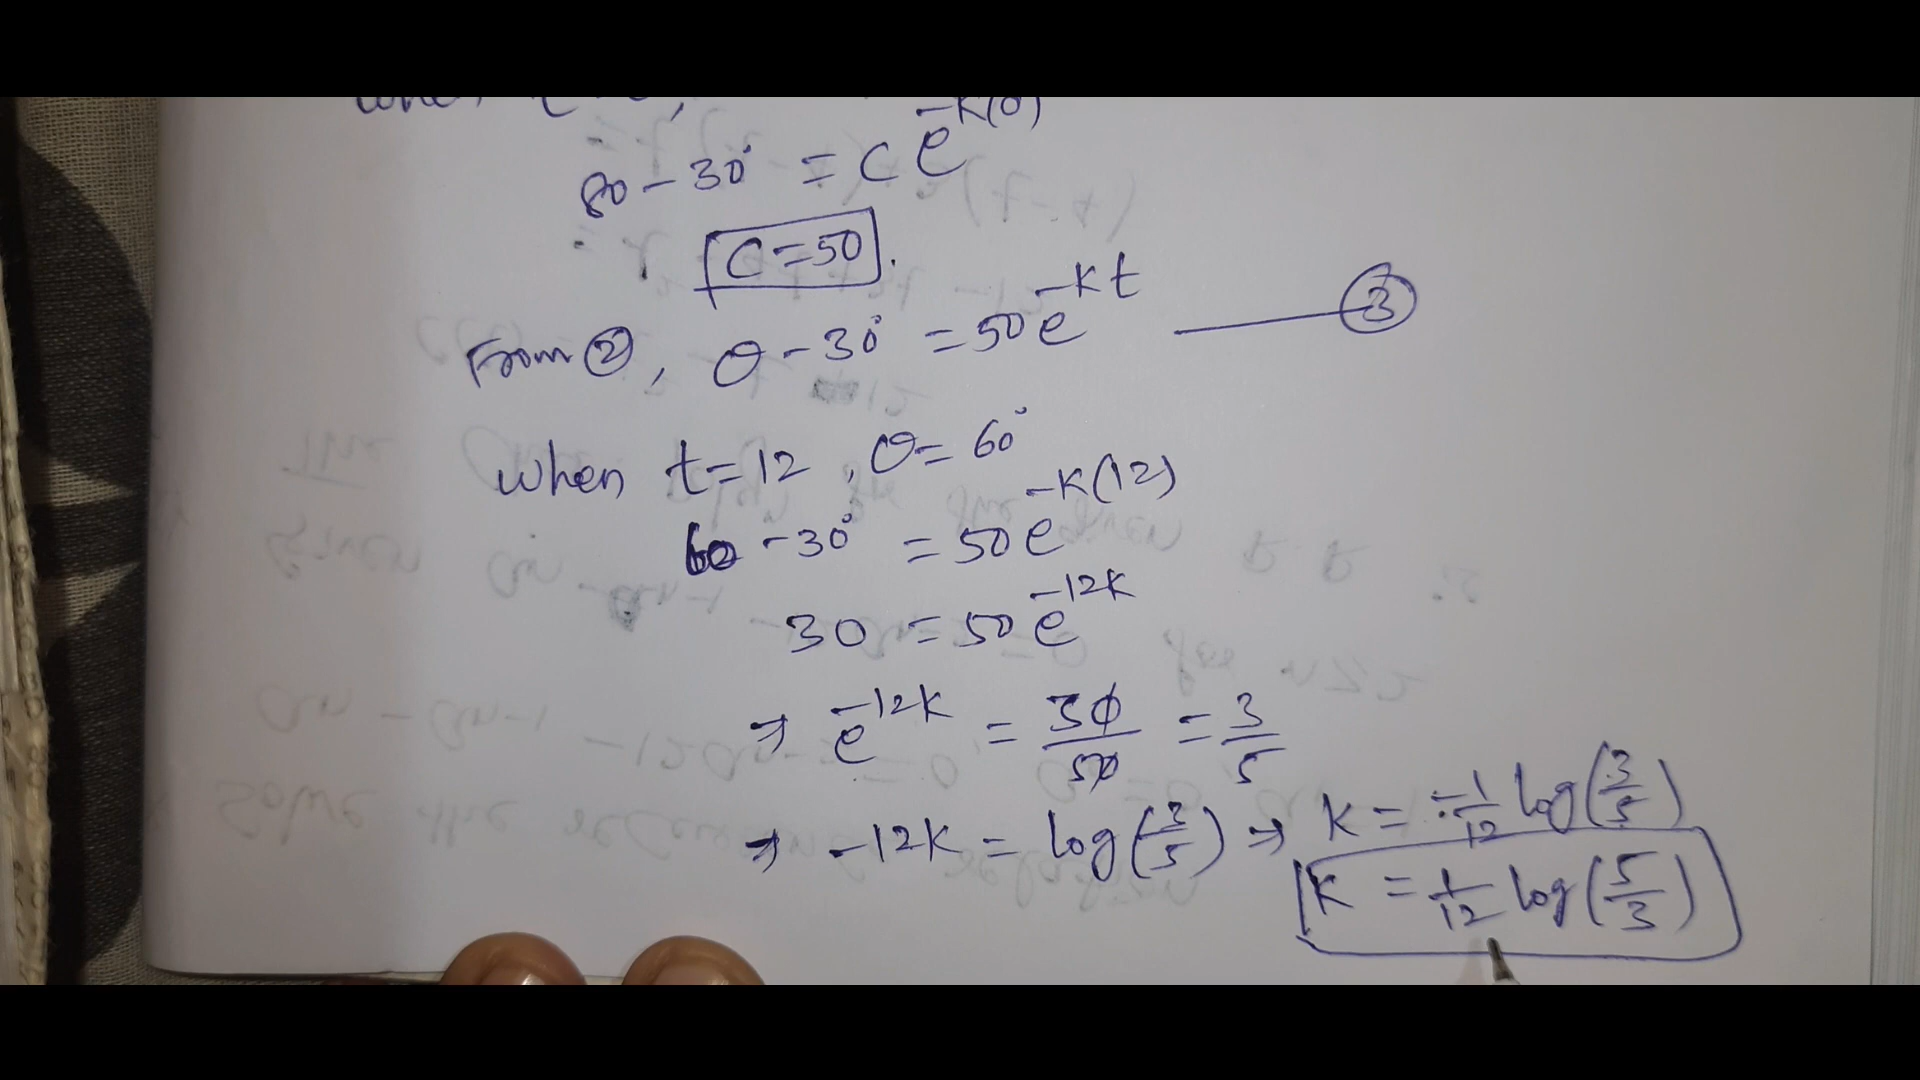 80 - 30° = C e^{-K(0)}
C = 50.
From ②, θ - 30° = 50 e^{-Kt} —— ③
When t = 12, θ = 60°
60 - 30° = 50 e^{-K(12)}
30 = 50 e^{-12K}
⇒ e^{-12K} = 30/50 = 3/5
⇒ -12K = log(3/5) ⇒ K = -1/12 log(3/5)
K = 1/12 log(5/3)